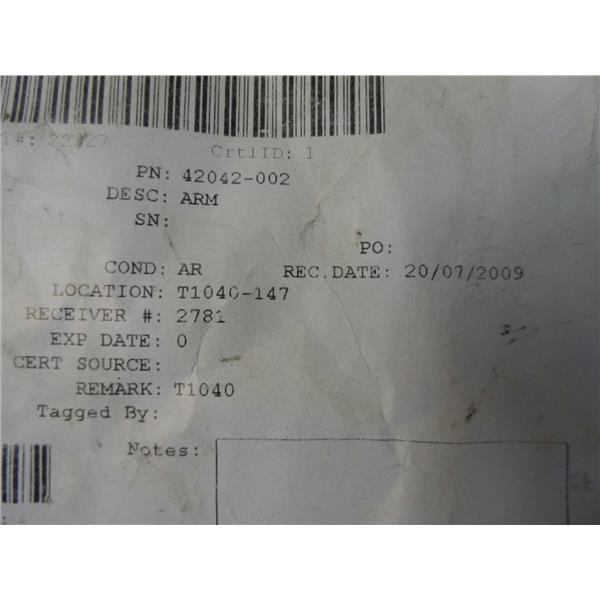 CrtlID: 1
PN: 42042-002
DESC: ARM
SN:
PO:
COND: AR REC.DATE: 20/07/2009
LOCATION: T1040-147
RECEIVER #: 2781
EXP DATE: 0
CERT SOURCE:
REMARK: T1040
Tagged By:
Notes: